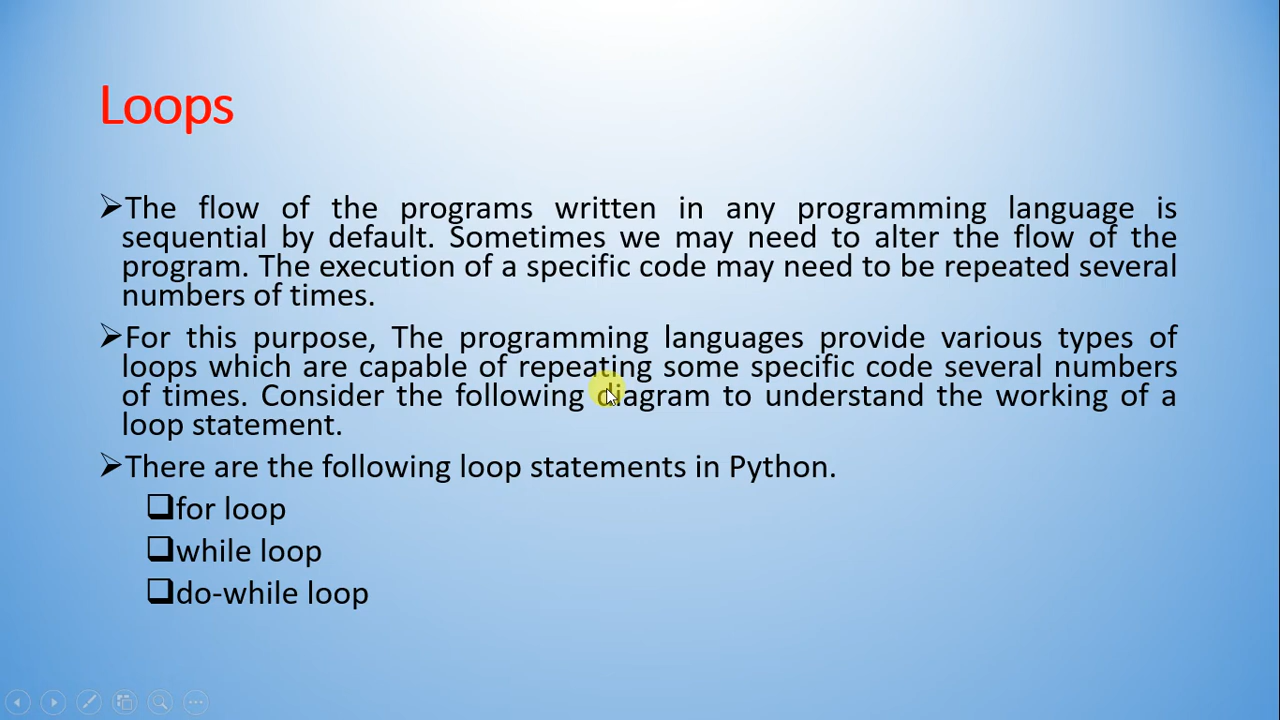 Loops
➢The flow of the programs written in any programming language is
sequential by default. Sometimes we may need to alter the flow of the
program. The execution of a specific code may need to be repeated several
numbers of times.
➢For this purpose, The programming languages provide various types of
loops which are capable of repeating some specific code several numbers
of times. Consider the following diagram to understand the working of a
loop statement.
➢There are the following loop statements in Python.
❑for loop
❑while loop
❑do-while loop